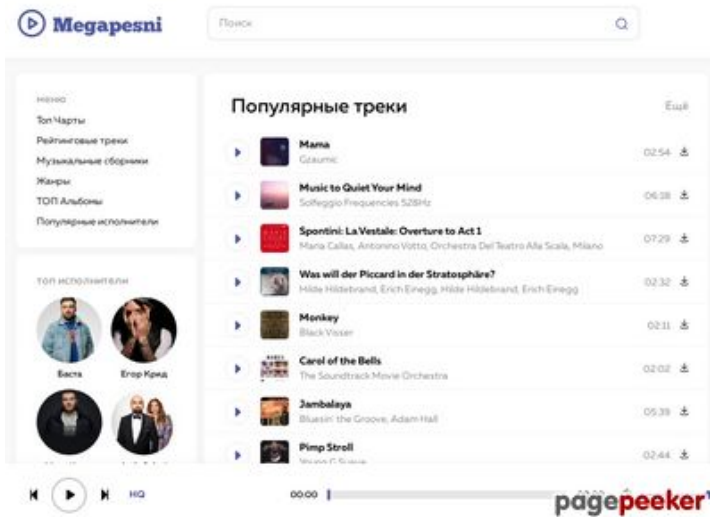 Megapesni
Поиск
меню
Топ Чарты
Рейтинговые треки
Музыкальные сборники
Жанры
ТОП Альбомы
Популярные исполнители
топ исполнители
Баста
Егор Крид
Популярные треки
Ещё
Mama
Gzaumic
02:54
Music to Quiet Your Mind
Solfeggio Frequencies 528Hz
06:18
Spontini: La Vestale: Overture to Act 1
Maria Callas, Antonino Votto, Orchestra Del Teatro Alla Scala, Milano
07:29
Was will der Piccard in der Stratosphäre?
Hilde Hildebrand, Erich Einegg, Hilde Hildebrand, Erich Einegg
02:32
Monkey
Black Visser
02:11
Carol of the Bells
The Soundtrack Movie Orchestra
02:02
Jambalaya
Bluesin' the Groove, Adam Hall
05:39
Pimp Stroll
02:44
HQ
00:00
pagepeeker